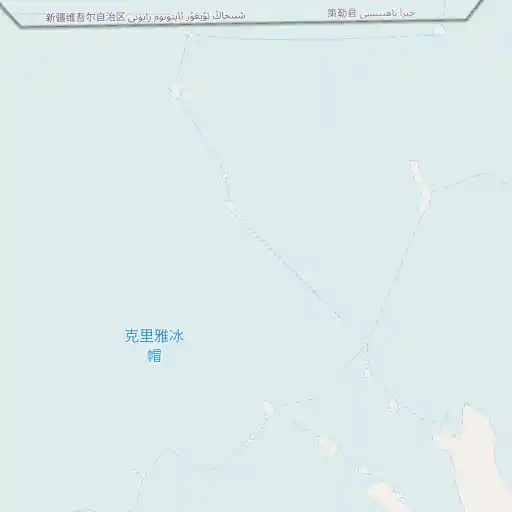 新疆维吾尔自治区 شىنجاڭ ئۇيغۇر ئاپتونوم رايونى
策勒县 چىرا ناھىيىسى
克里雅冰
帽